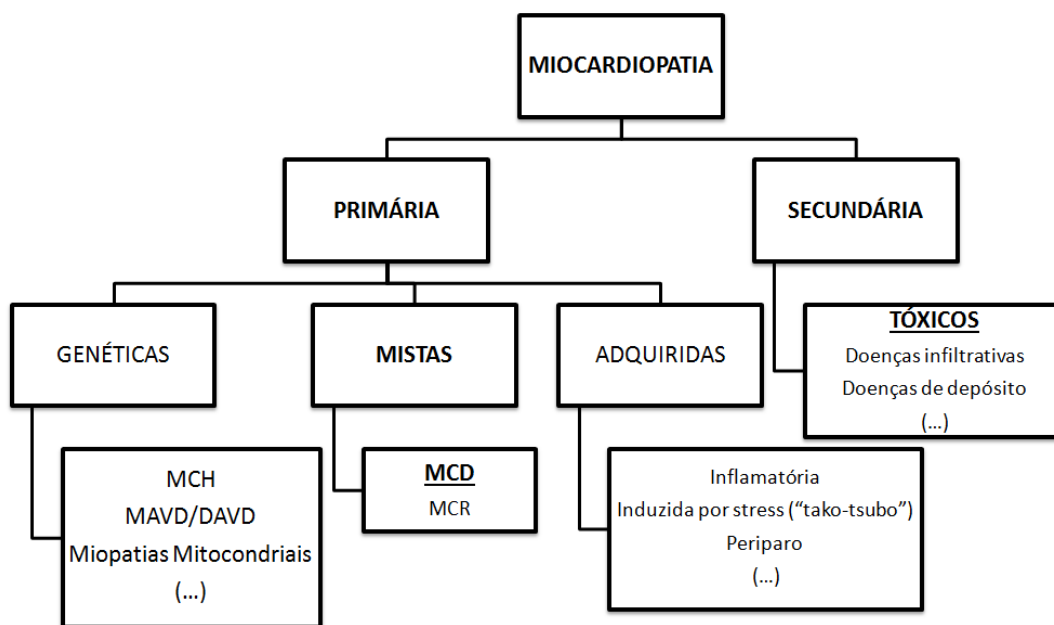 MIOCARDIOPATIA
PRIMÁRIA
SECUNDÁRIA
GENÉTICAS
MISTAS
ADQUIRIDAS
TÓXICOS
Doenças infiltrativas
Doenças de depósito
(...)
MCH
MAVD/DAVD
Miopatias Mitocondriais
(...)
MCD
MCR
Inflamatória
Induzida por stress (“tako-tsubo”)
Periparo
(...)